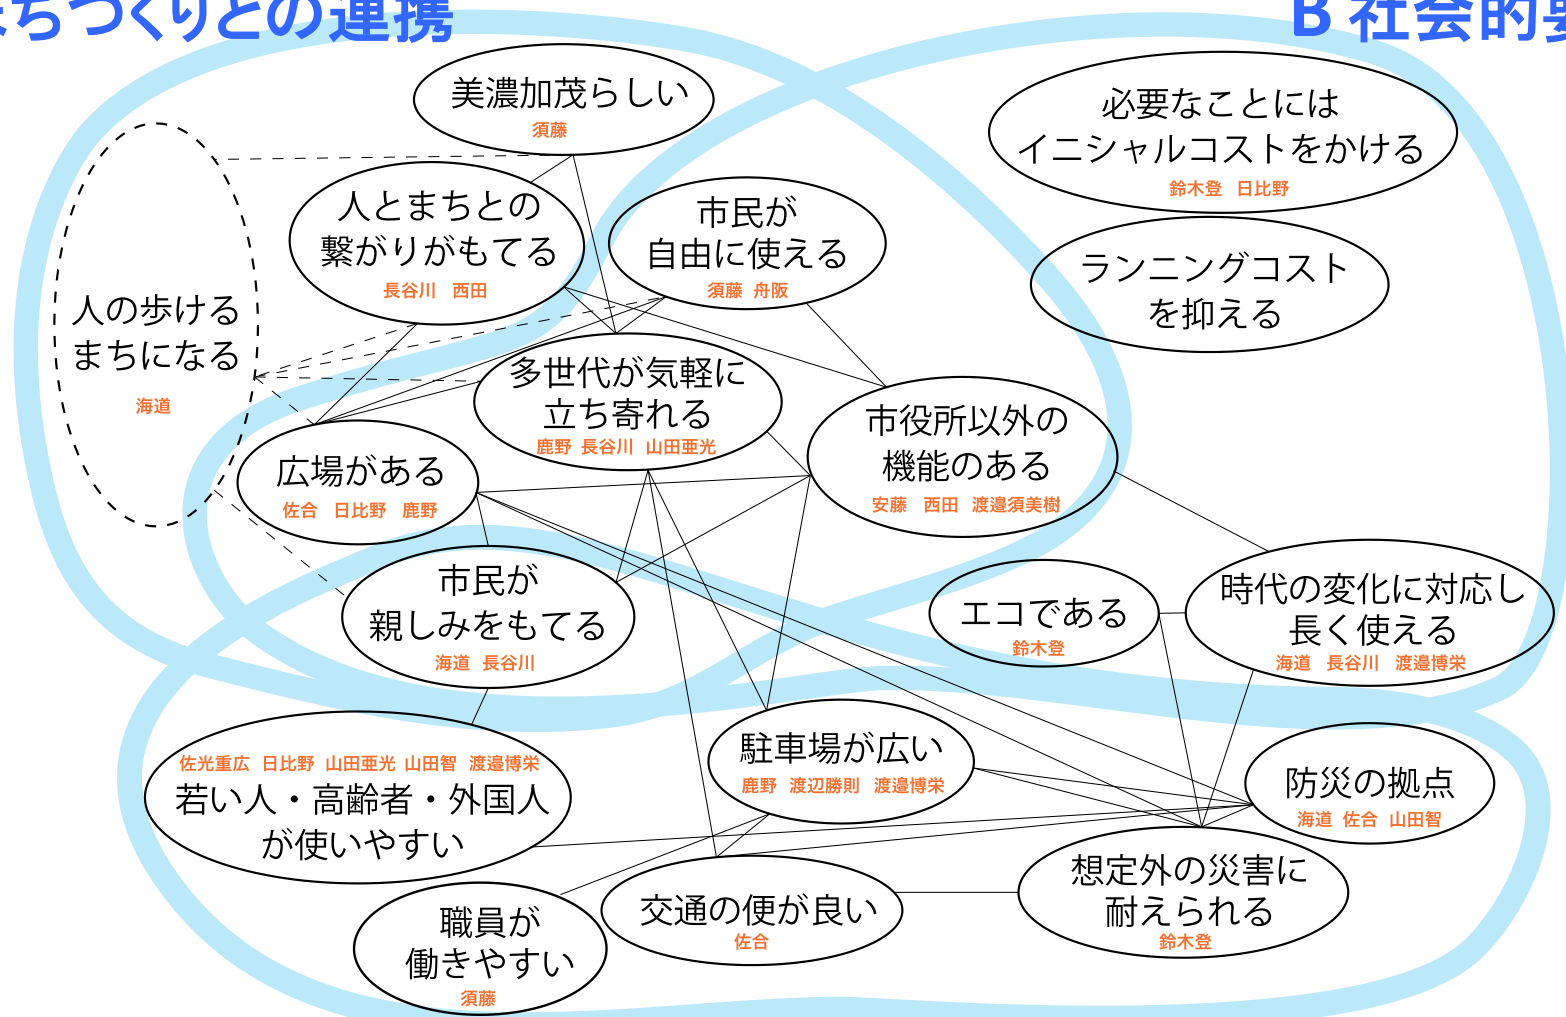 まちづくりとの連携
B 社会的要
美濃加茂らしい
須藤
必要なことには
イニシャルコストをかける
鈴木登 日比野
人とまちとの
繋がりがもてる
長谷川 西田
市民が
自由に使える
須藤 舟阪
ランニングコスト
を抑える
人の歩ける
まちになる
海道
多世代が気軽に
立ち寄れる
鹿野 長谷川 山田亜光
市役所以外の
機能のある
安藤 西田 渡邉須美樹
広場がある
佐合 日比野 鹿野
市民が
親しみをもてる
海道 長谷川
エコである
鈴木登
時代の変化に対応し
長く使える
海道 長谷川 渡邉博栄
佐光重広 日比野 山田亜光 山田智 渡邉博栄
若い人・高齢者・外国人
が使いやすい
駐車場が広い
鹿野 渡辺勝則 渡邉博栄
防災の拠点
海道 佐合 山田智
職員が
働きやすい
須藤
交通の便が良い
佐合
想定外の災害に
耐えられる
鈴木登